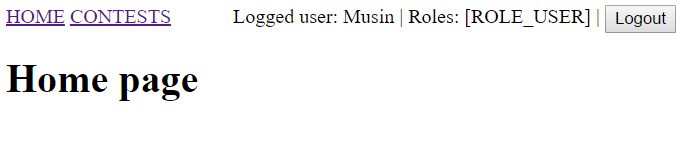 HOME CONTESTS Logged user: Musin | Roles: [ROLE_USER] | Logout
Home page